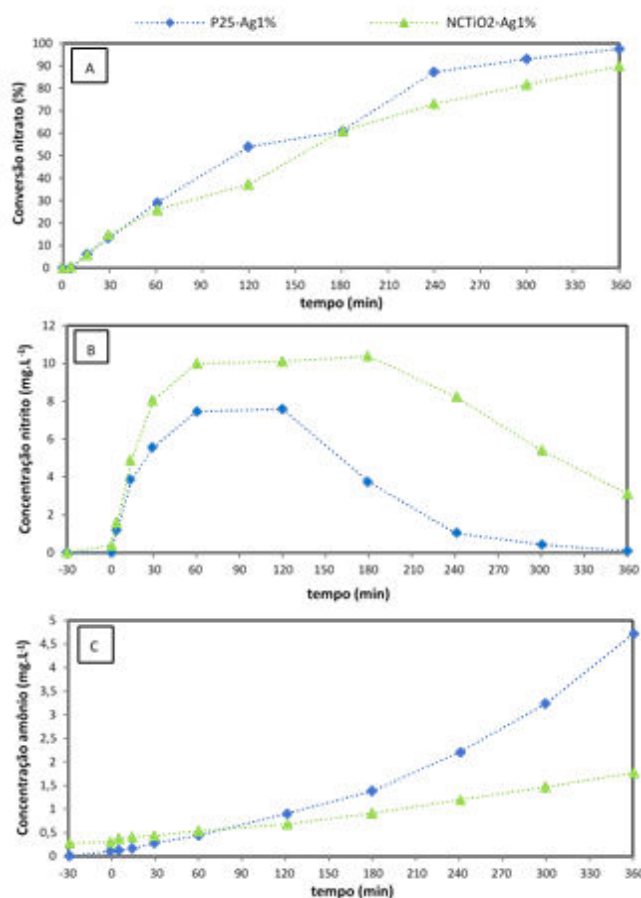 P25-Ag1% NCTiO2-Ag1%
A
Conversão nitrato (%)
100
90
80
70
60
50
40
30
20
10
0
0 30 60 90 120 150 180 210 240 270 300 330 360
tempo (min)
B
Concentração nitrito (mg.L⁻¹)
12
10
8
6
4
2
0
-30 0 30 60 90 120 150 180 210 240 270 300 330 360
tempo (min)
C
Concentração amônio (mg.L⁻¹)
5
4,5
4
3,5
3
2,5
2
1,5
1
0,5
0
-30 0 30 60 90 120 150 180 210 240 270 300 330 360
tempo (min)